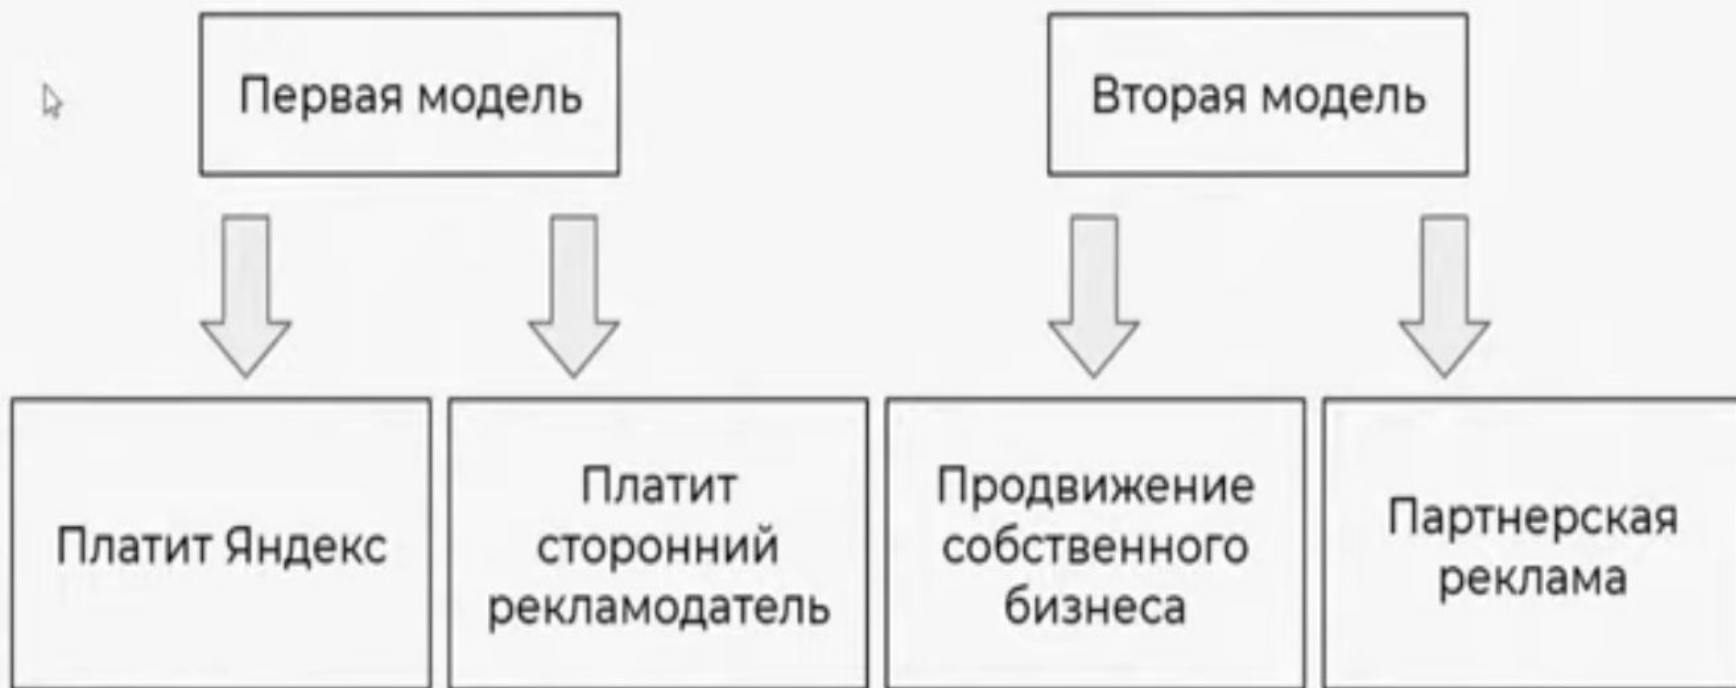 Первая модель
Вторая модель
Платит Яндекс
Платит
сторонний
рекламодатель
Продвижение
собственного
бизнеса
Партнерская
реклама